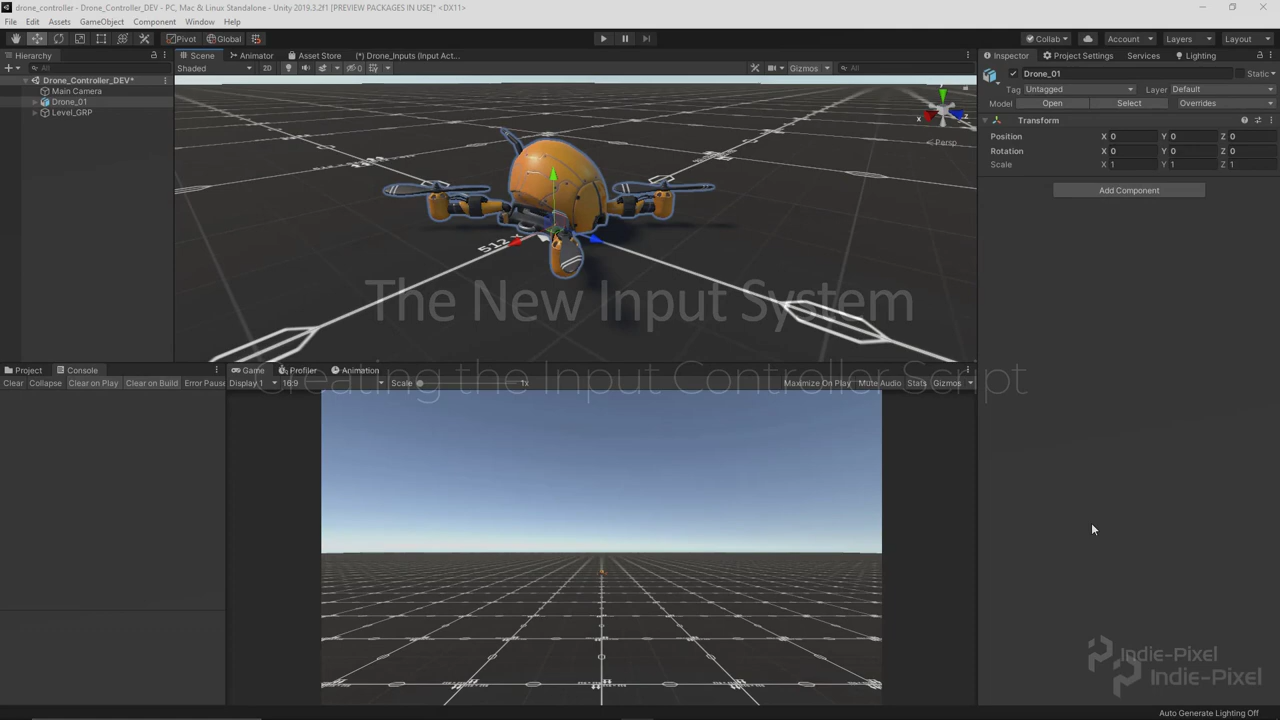 drone_controller - Drone_Controller_DEV - PC, Mac & Linux Standalone - Unity 2019.3.2f1 [PREVIEW PACKAGES IN USE]* <DX11>
File Edit Assets GameObject Component Window Help
Pivot Global Collab Account Layers Layout
Hierarchy Scene Animator Asset Store (*) Drone_Inputs (Input Act... Inspector Project Settings Services Lighting
All Shaded 2D 0 Gizmos All
Drone_01 Static
Drone_Controller_DEV*
Main Camera
Drone_01
Level_GRP
Tag Untagged Layer Default
Model Open Select Overrides
Transform
Position X 0 Y 0 Z 0
Rotation X 0 Y 0 Z 0
Scale X 1 Y 1 Z 1
Add Component
y
x
z
< Persp
512
The New Input System
Creating the Input Controller Script
Project Console Game Profiler Animation
Clear Collapse Clear on Play Clear on Build Error Pause Display 1 16:9 Scale 1x Maximize On Play Mute Audio Stats Gizmos
Indie-Pixel
Indie-Pixel
Auto Generate Lighting Off